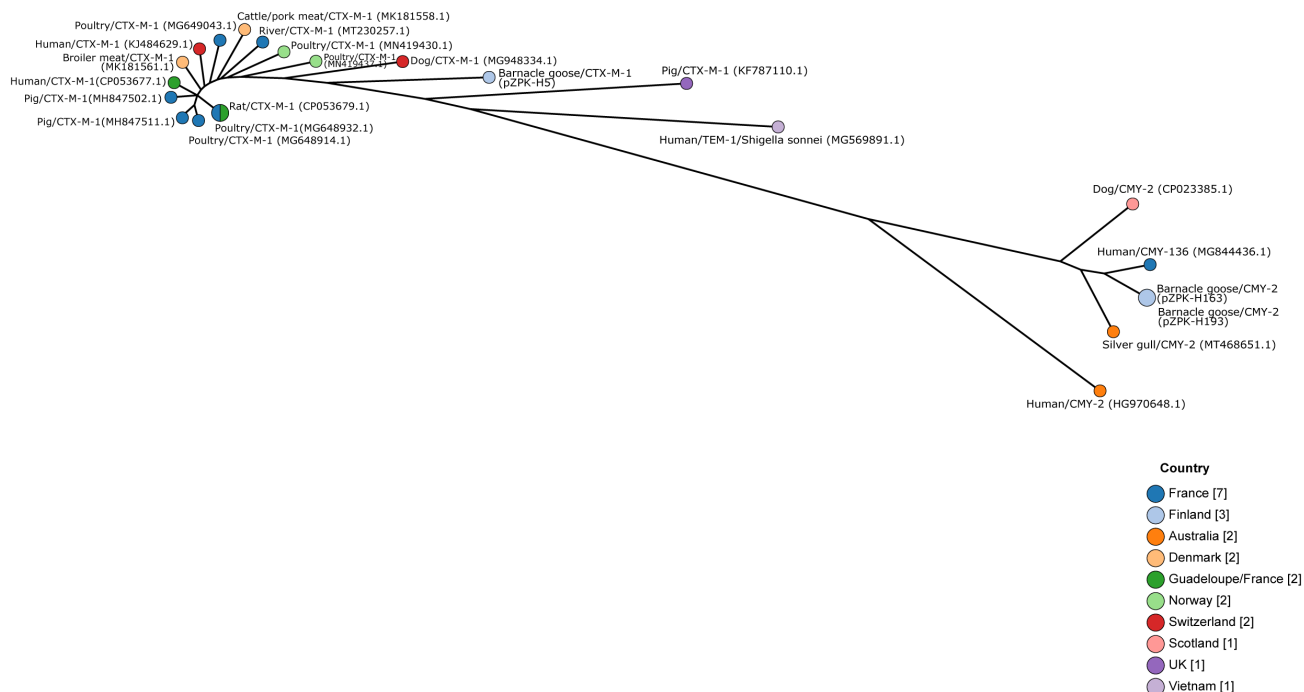 Cattle/pork meat/CTX-M-1 (MK181558.1)
Poultry/CTX-M-1 (MG649043.1)
River/CTX-M-1 (MT230257.1)
Human/CTX-M-1 (KJ484629.1)
Poultry/CTX-M-1 (MN419430.1)
Broiler meat/CTX-M-1
(MK181561.1)
Poultry/CTX-M-1
(MN419437.1)
Dog/CTX-M-1 (MG948334.1)
Barnacle goose/CTX-M-1
(pZPK-H5)
Pig/CTX-M-1 (KF787110.1)
Human/CTX-M-1(CP053677.1)
Pig/CTX-M-1(MH847502.1)
Rat/CTX-M-1 (CP053679.1)
Pig/CTX-M-1(MH847511.1)
Poultry/CTX-M-1(MG648932.1)
Poultry/CTX-M-1 (MG648914.1)
Human/TEM-1/Shigella sonnei (MG569891.1)
Dog/CMY-2 (CP023385.1)
Human/CMY-136 (MG844436.1)
Barnacle goose/CMY-2
(pZPK-H163)
Barnacle goose/CMY-2
(pZPK-H193)
Silver gull/CMY-2 (MT468651.1)
Human/CMY-2 (HG970648.1)
Country
France [7]
Finland [3]
Australia [2]
Denmark [2]
Guadeloupe/France [2]
Norway [2]
Switzerland [2]
Scotland [1]
UK [1]
Vietnam [1]